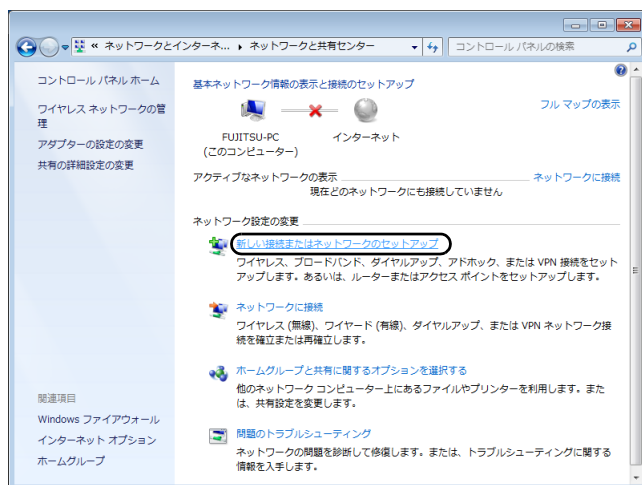 « ネットワークとインターネ... ▸ ネットワークと共有センター
コントロール パネルの検索
コントロール パネル ホーム
ワイヤレス ネットワークの管
理
アダプターの設定の変更
共有の詳細設定の変更
基本ネットワーク情報の表示と接続のセットアップ
フル マップの表示
FUJITSU-PC
(このコンピューター)
インターネット
アクティブなネットワークの表示
ネットワークに接続
現在どのネットワークにも接続していません
ネットワーク設定の変更
新しい接続またはネットワークのセットアップ
ワイヤレス、ブロードバンド、ダイヤルアップ、アドホック、または VPN 接続をセット
アップします。あるいは、ルーターまたはアクセス ポイントをセットアップします。
ネットワークに接続
ワイヤレス (無線)、ワイヤード (有線)、ダイヤルアップ、または VPN ネットワーク接
続を確立または再確立します。
ホームグループと共有に関するオプションを選択する
他のネットワーク コンピューター上にあるファイルやプリンターを利用します。また
は、共有設定を変更します。
問題のトラブルシューティング
ネットワークの問題を診断して修復します。または、トラブルシューティングに関する
情報を入手します。
関連項目
Windows ファイアウォール
インターネット オプション
ホームグループ